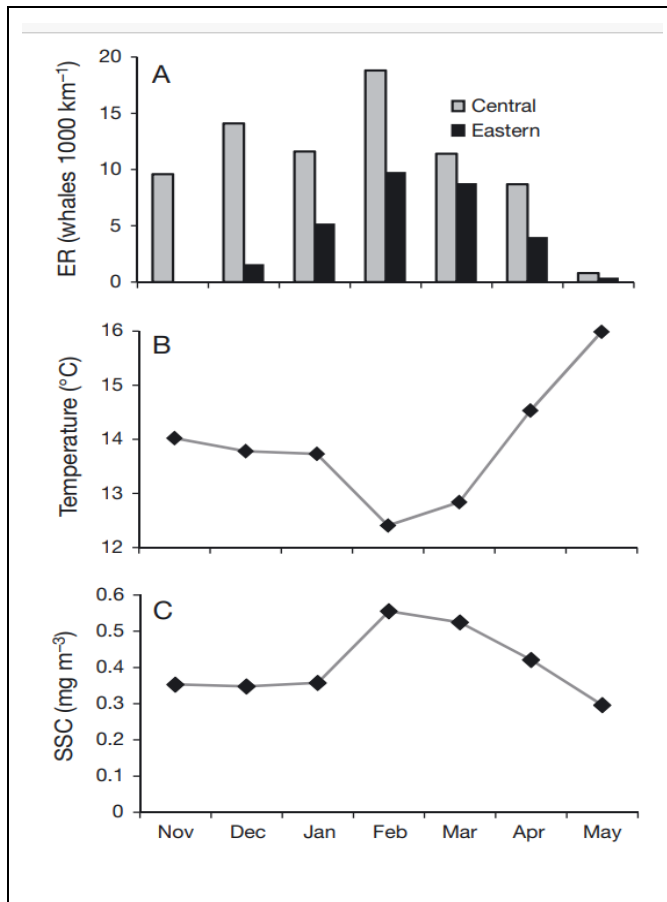 A
ER (whales 1000 km⁻¹)
20
15
10
5
0
Central
Eastern
B
Temperature (°C)
16
15
14
13
12
C
SSC (mg m⁻³)
0.6
0.5
0.4
0.3
0.2
0.1
0
Nov Dec Jan Feb Mar Apr May